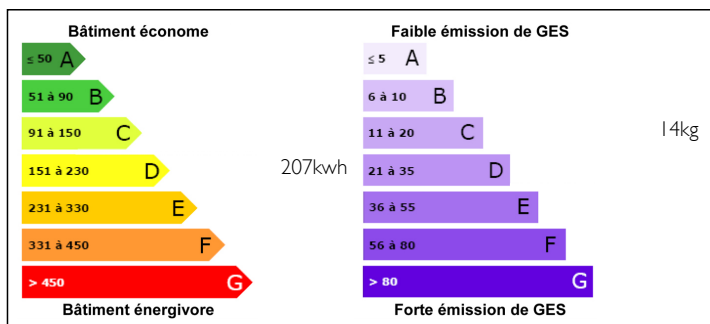 Bâtiment économe
≤ 50 A
51 à 90 B
91 à 150 C
151 à 230 D
207kwh
231 à 330 E
331 à 450 F
> 450 G
Bâtiment énergivore
Faible émission de GES
≤ 5 A
6 à 10 B
11 à 20 C
14kg
21 à 35 D
36 à 55 E
56 à 80 F
> 80 G
Forte émission de GES